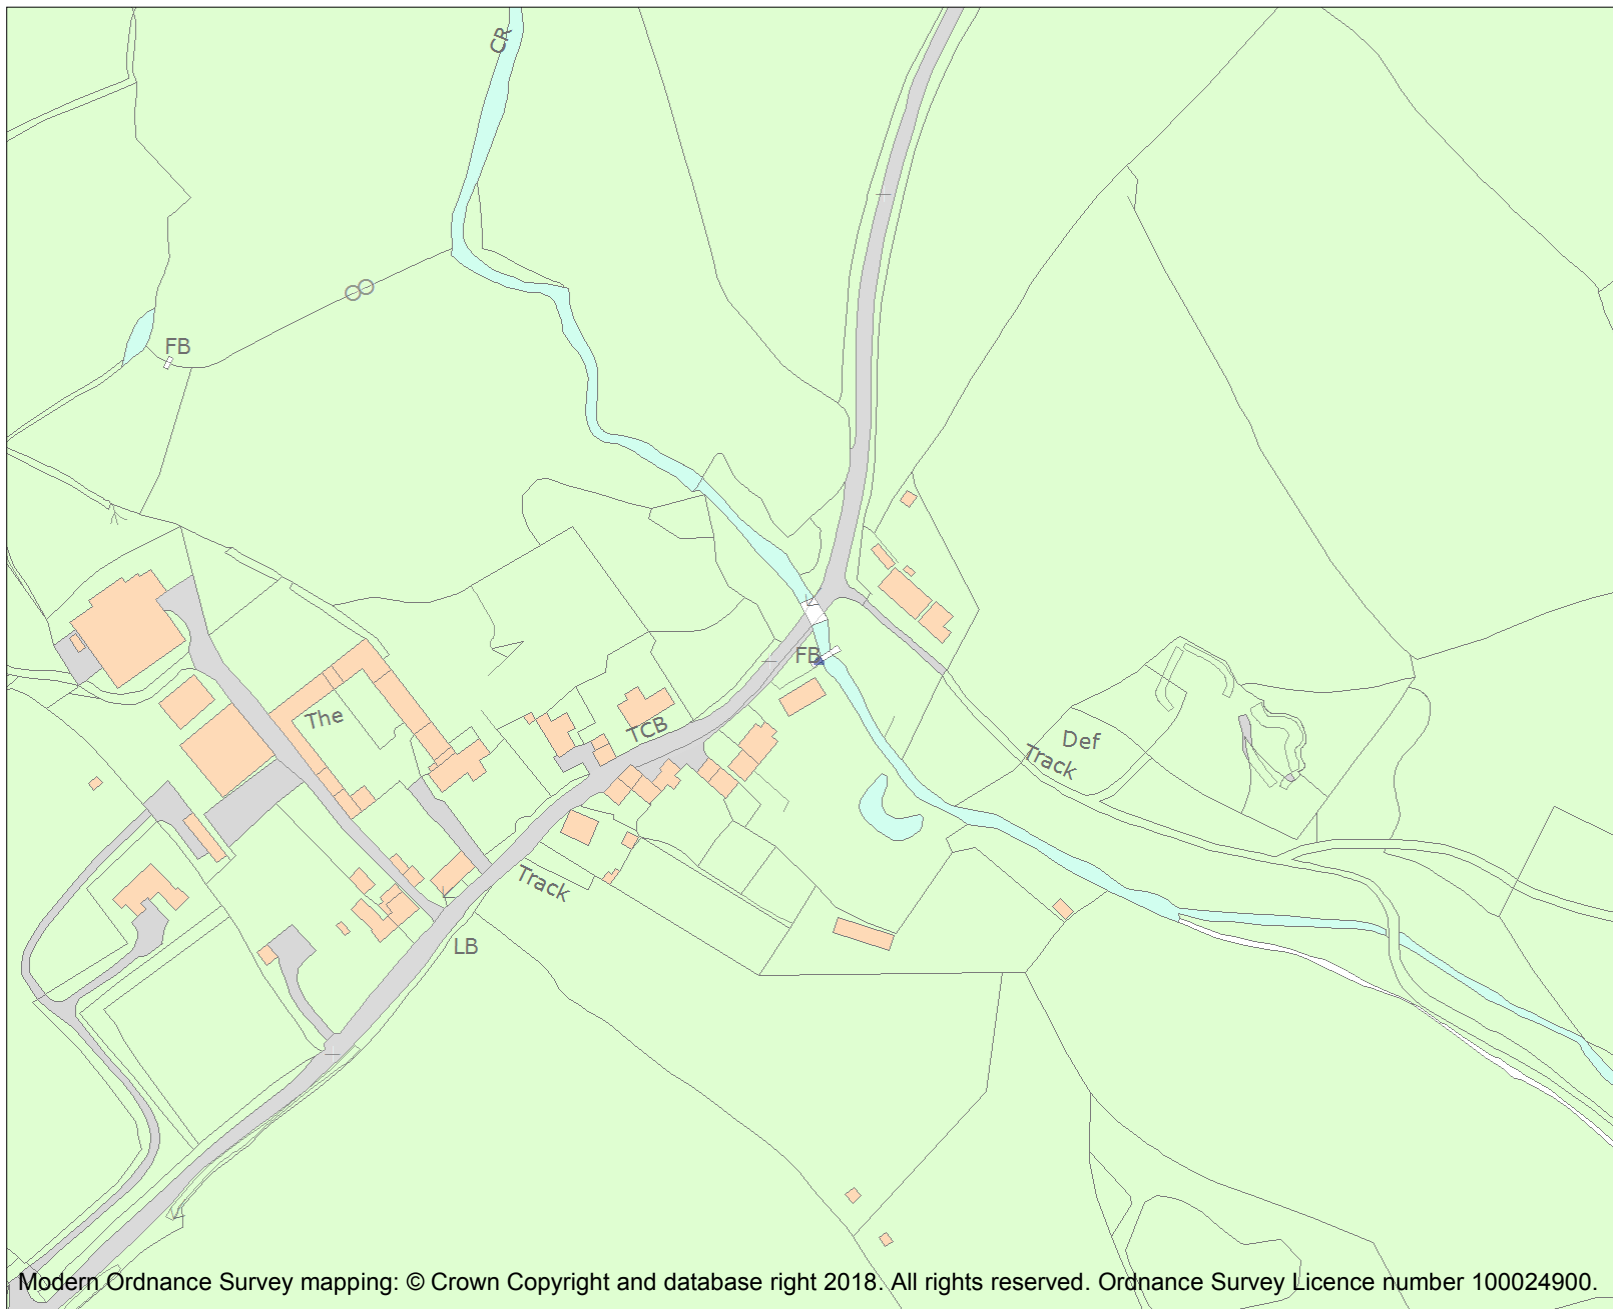 CR
FB
FB
The
TCB
Def
Track
Track
LB
Modern Ordnance Survey mapping: © Crown Copyright and database right 2018. All rights reserved. Ordnance Survey Licence number 100024900.